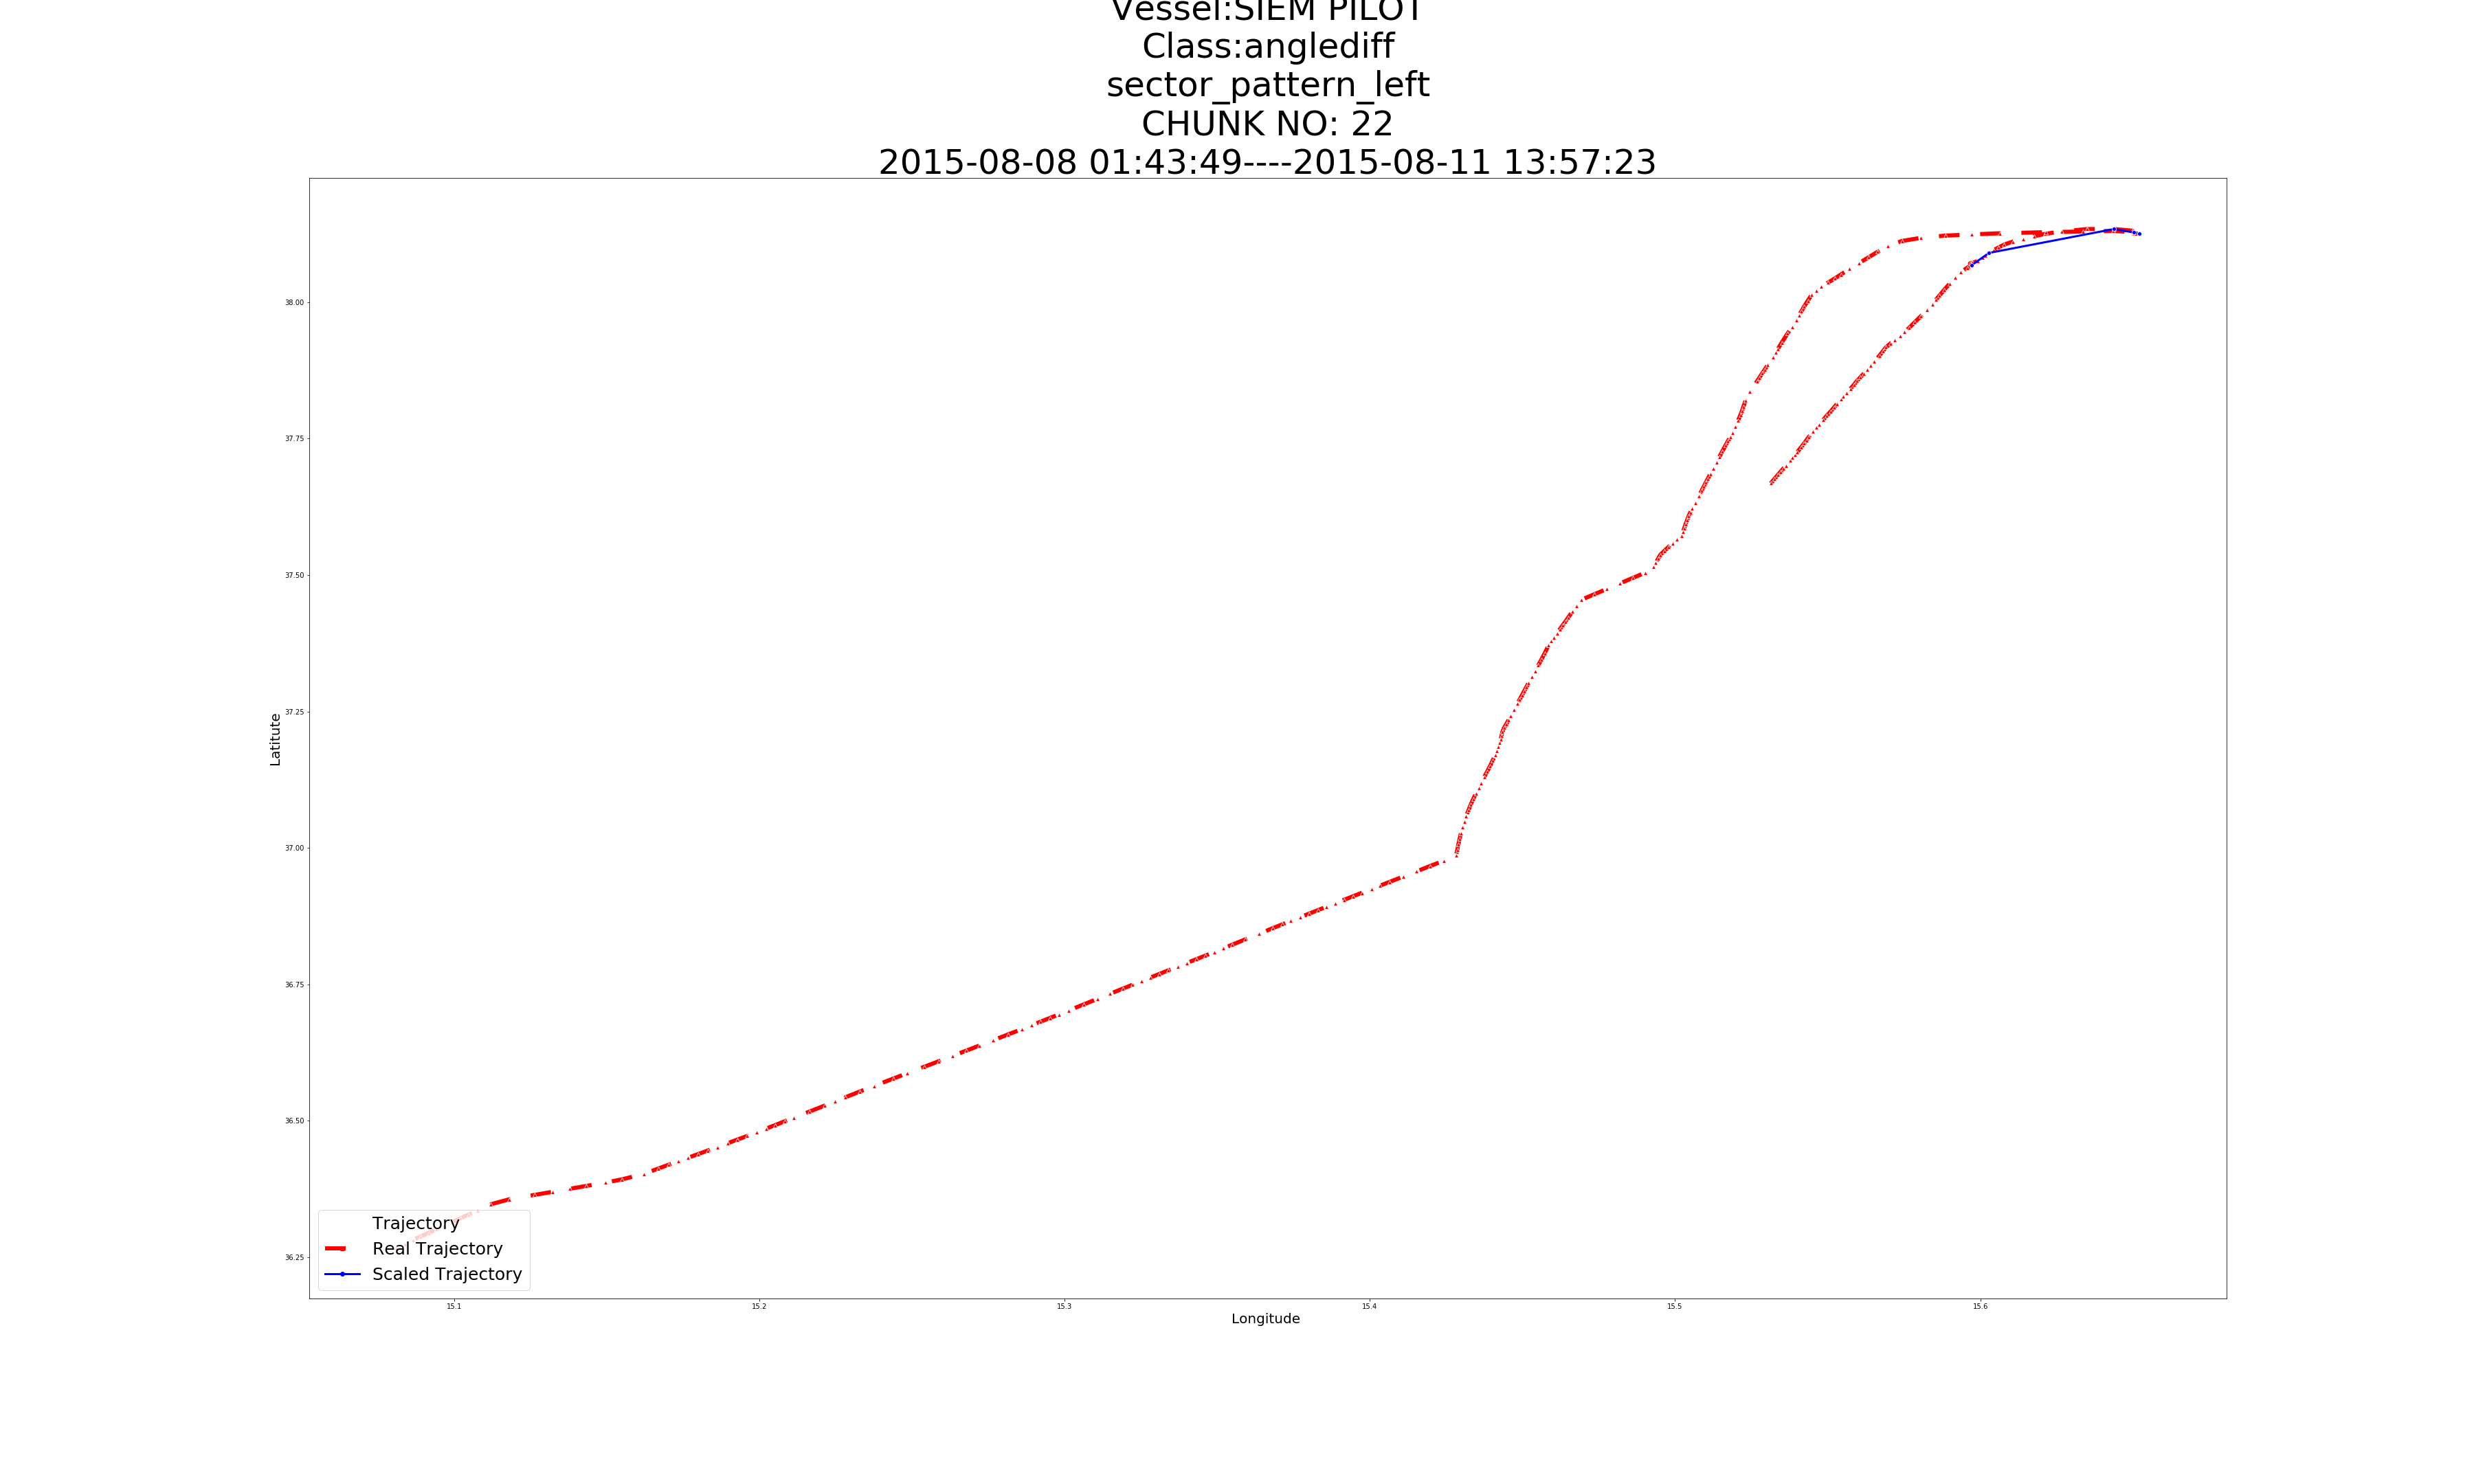 Vessel:SIEM PILOT
Class:anglediff
sector_pattern_left
CHUNK NO: 22
2015-08-08 01:43:49----2015-08-11 13:57:23
38.00
37.75
37.50
37.25
37.00
36.75
36.50
36.25
Latitute
Trajectory
Real Trajectory
Scaled Trajectory
15.1 15.2 15.3 15.4 15.5 15.6
Longitude